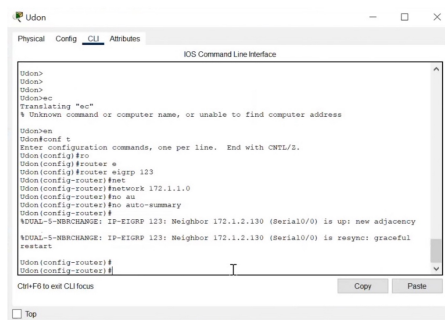 Udon
Physical Config CLI Attributes
IOS Command Line Interface
Udon>
Udon>
Udon>
Udon>ec
Translating "ec"
% Unknown command or computer name, or unable to find computer address
Udon>en
Udon#conf t
Enter configuration commands, one per line. End with CNTL/Z.
Udon(config)#ro
Udon(config)#router e
Udon(config)#router eigrp 123
Udon(config-router)#net
Udon(config-router)#network 172.1.1.0
Udon(config-router)#no au
Udon(config-router)#no auto-summary
Udon(config-router)#
%DUAL-5-NBRCHANGE: IP-EIGRP 123: Neighbor 172.1.2.130 (Serial0/0) is up: new adjacency
%DUAL-5-NBRCHANGE: IP-EIGRP 123: Neighbor 172.1.2.130 (Serial0/0) is resync: graceful
restart
Udon(config-router)#
Udon(config-router)#
Ctrl+F6 to exit CLI focus
Copy Paste
Top